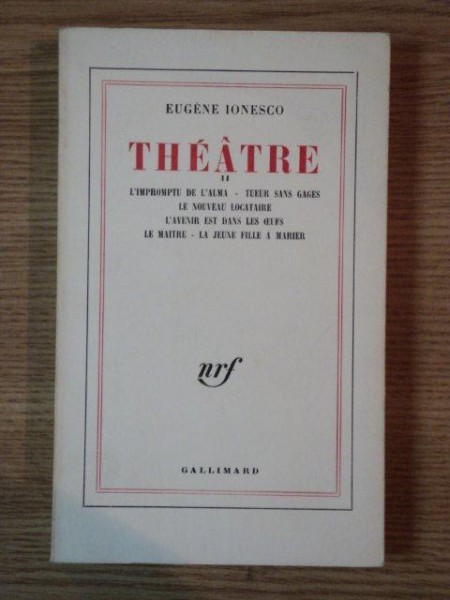 EUGÈNE IONESCO
THÉÂTRE
II
L'IMPROMPTU DE L'ALMA - TUEUR SANS GAGES
LE NOUVEAU LOCATAIRE
L'AVENIR EST DANS LES ŒUFS
LE MAITRE - LA JEUNE FILLE A MARIER
nrf
GALLIMARD